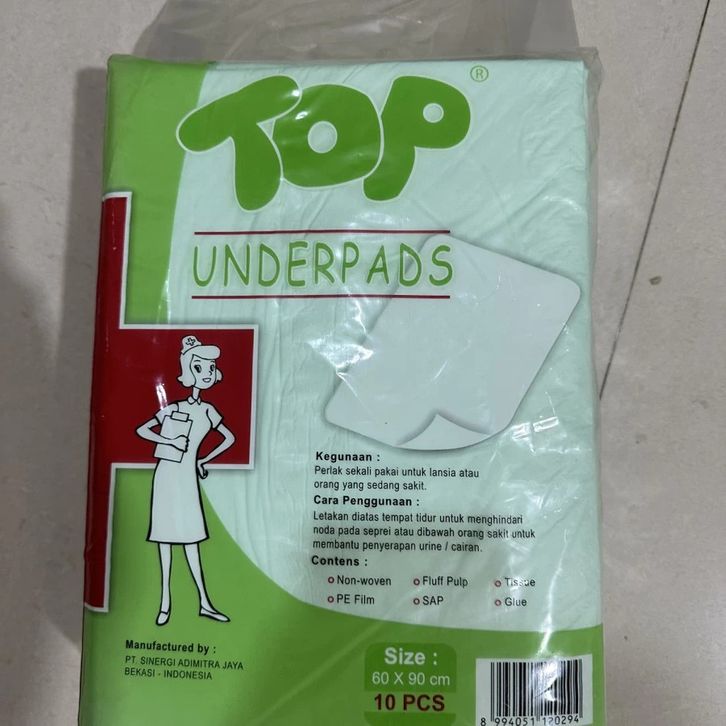 TOP ®
UNDERPADS
Kegunaan :
Perlak sekali pakai untuk lansia atau
orang yang sedang sakit.
Cara Penggunaan :
Letakan diatas tempat tidur untuk menghindari
noda pada seprei atau dibawah orang sakit untuk
membantu penyerapan urine / cairan.
Contens :
Non-woven Fluff Pulp Tissue
PE Film SAP Glue
Manufactured by :
PT. SINERGI ADIMITRA JAYA
BEKASI - INDONESIA
Size :
60 X 90 cm
10 PCS
8 994051 120294